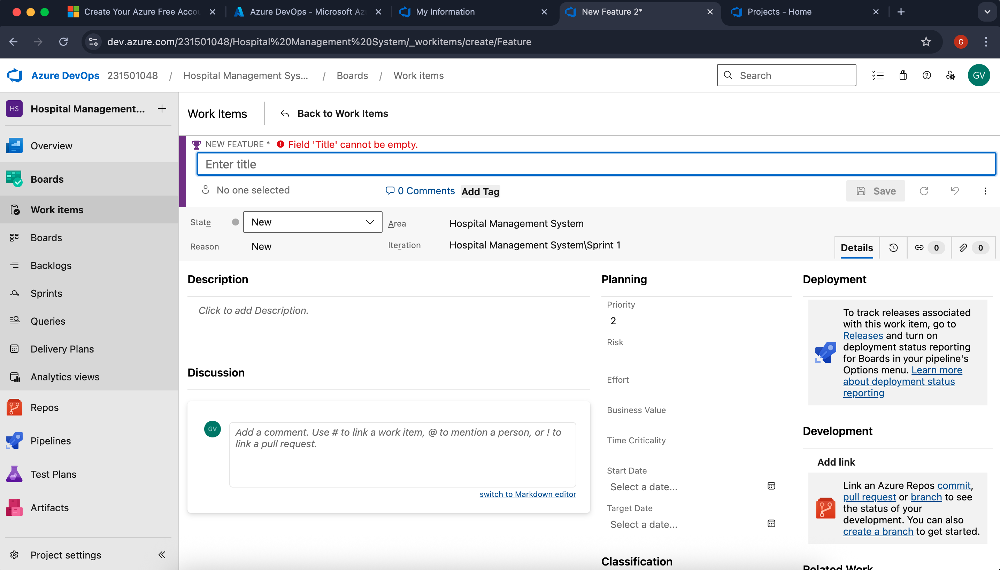 Create Your Azure Free Accou
Azure DevOps - Microsoft Az
My Information
New Feature 2*
Projects - Home
dev.azure.com/231501048/Hospital%20Management%20System/_workitems/create/Feature
G
Azure DevOps 231501048 / Hospital Management Sys... / Boards / Work items
Search
GV
HS Hospital Management...
Overview
Boards
Work items
Boards
Backlogs
Sprints
Queries
Delivery Plans
Analytics views
Repos
Pipelines
Test Plans
Artifacts
Project settings
Work Items
Back to Work Items
NEW FEATURE * Field 'Title' cannot be empty.
Enter title
No one selected
0 Comments
Add Tag
Save
State New
Area Hospital Management System
Reason New
Iteration Hospital Management System\Sprint 1
Details
0
0
Description
Click to add Description.
Discussion
GV
Add a comment. Use # to link a work item, @ to mention a person, or ! to
link a pull request.
switch to Markdown editor
Planning
Priority
2
Risk
Effort
Business Value
Time Criticality
Start Date
Select a date...
Target Date
Select a date...
Classification
Deployment
To track releases associated
with this work item, go to
Releases and turn on
deployment status reporting
for Boards in your pipeline's
Options menu. Learn more
about deployment status
reporting
Development
Add link
Link an Azure Repos commit,
pull request or branch to see
the status of your
development. You can also
create a branch to get started.
Related Work